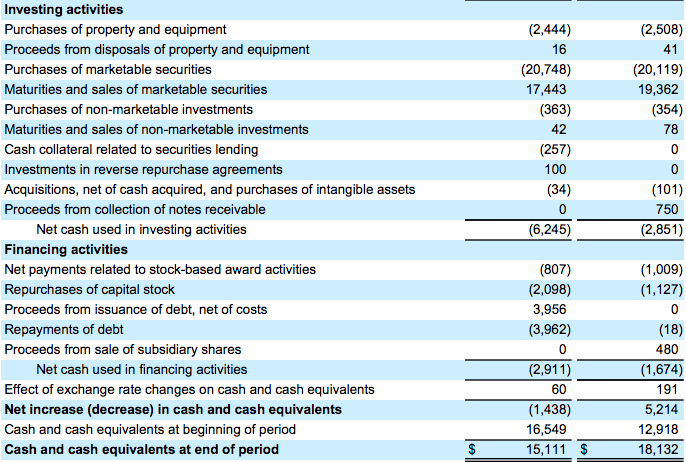 Investing activities
Purchases of property and equipment (2,444) (2,508)
Proceeds from disposals of property and equipment 16 41
Purchases of marketable securities (20,748) (20,119)
Maturities and sales of marketable securities 17,443 19,362
Purchases of non-marketable investments (363) (354)
Maturities and sales of non-marketable investments 42 78
Cash collateral related to securities lending (257) 0
Investments in reverse repurchase agreements 100 0
Acquisitions, net of cash acquired, and purchases of intangible assets (34) (101)
Proceeds from collection of notes receivable 0 750
Net cash used in investing activities (6,245) (2,851)
Financing activities
Net payments related to stock-based award activities (807) (1,009)
Repurchases of capital stock (2,098) (1,127)
Proceeds from issuance of debt, net of costs 3,956 0
Repayments of debt (3,962) (18)
Proceeds from sale of subsidiary shares 0 480
Net cash used in financing activities (2,911) (1,674)
Effect of exchange rate changes on cash and cash equivalents 60 191
Net increase (decrease) in cash and cash equivalents (1,438) 5,214
Cash and cash equivalents at beginning of period 16,549 12,918
Cash and cash equivalents at end of period $ 15,111 $ 18,132